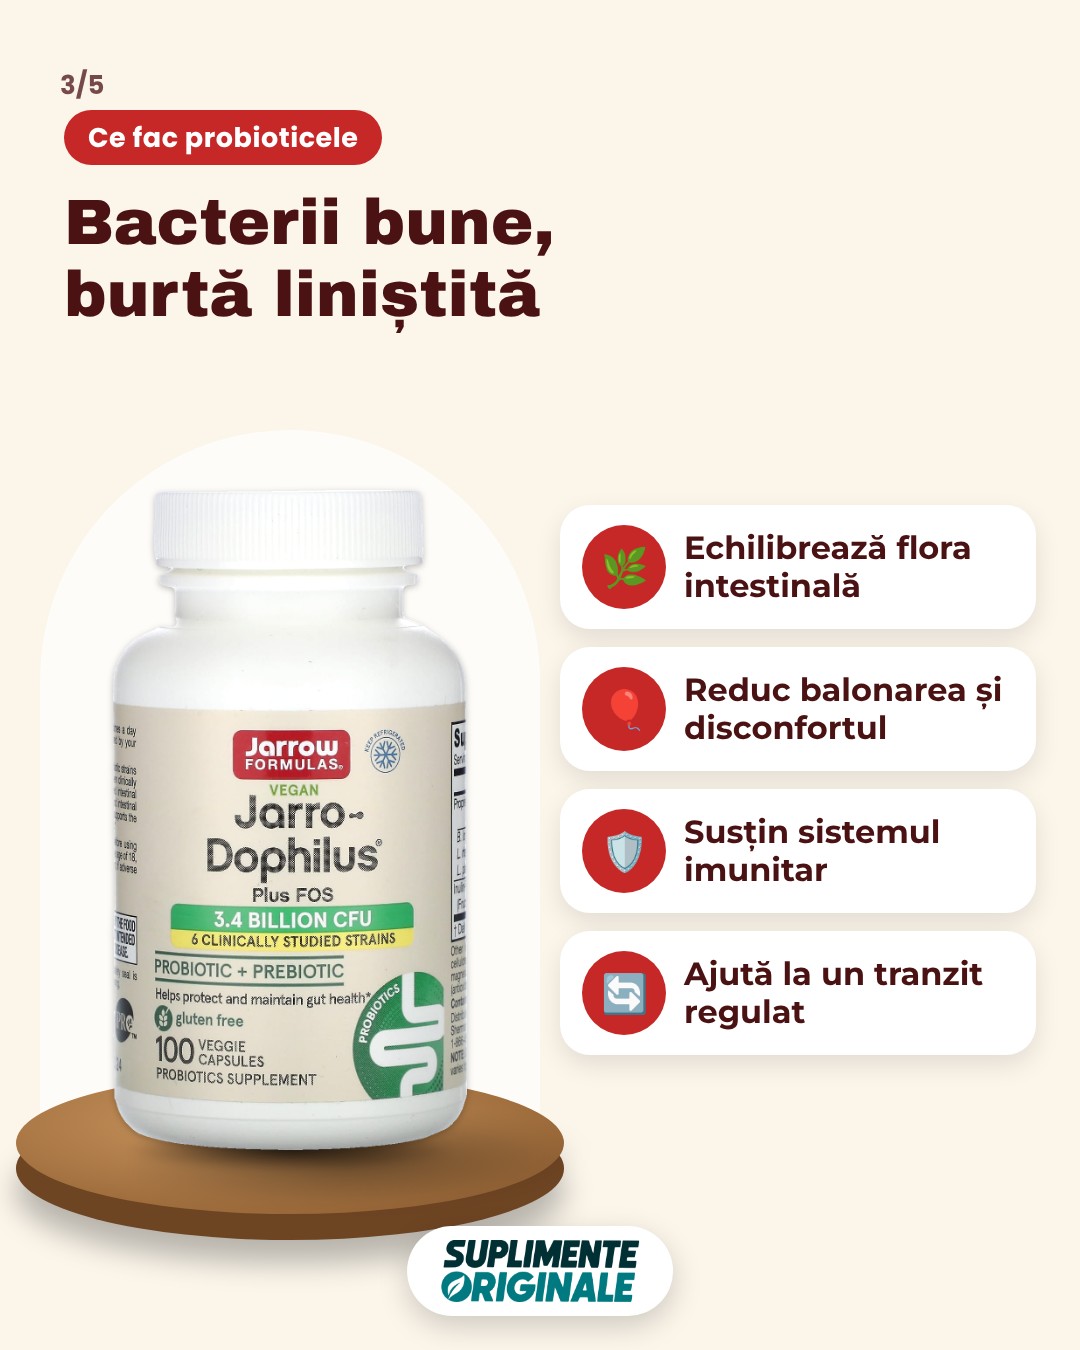 3/5
Ce fac probioticele
Bacterii bune,
burtă liniștită
Jarrow
FORMULAS®
KEEP REFRIGERATED
VEGAN
Jarro-
Dophilus®
Plus FOS
3.4 BILLION CFU
6 CLINICALLY STUDIED STRAINS
PROBIOTIC + PREBIOTIC
Helps protect and maintain gut health*
gluten free
100 VEGGIE
CAPSULES
PROBIOTICS SUPPLEMENT
PROBIOTICS
Echilibrează flora
intestinală
Reduc balonarea și
disconfortul
Susțin sistemul
imunitar
Ajută la un tranzit
regulat
SUPLIMENTE
ORIGINALE